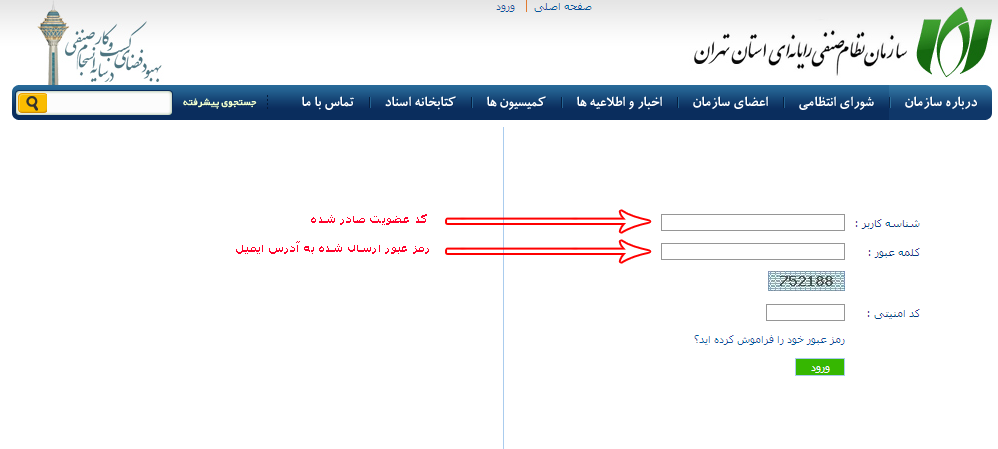 صفحه اصلی | ورود
سازمان نظام صنفی رایانه‌ای استان تهران
بهبود فضای کسب و کار صنفی
در سایه انسجام
درباره سازمان | شورای انتظامی | اعضای سازمان | اخبار و اطلاعیه ها | کمیسیون ها | کتابخانه اسناد | تماس با ما
جستجوی پیشرفته
شناسه کاربر :
کد عضویت صادر شده
کلمه عبور :
رمز عبور ارسال شده به آدرس ایمیل
752188
کد امنیتی :
رمز عبور خود را فراموش کرده اید؟
ورود